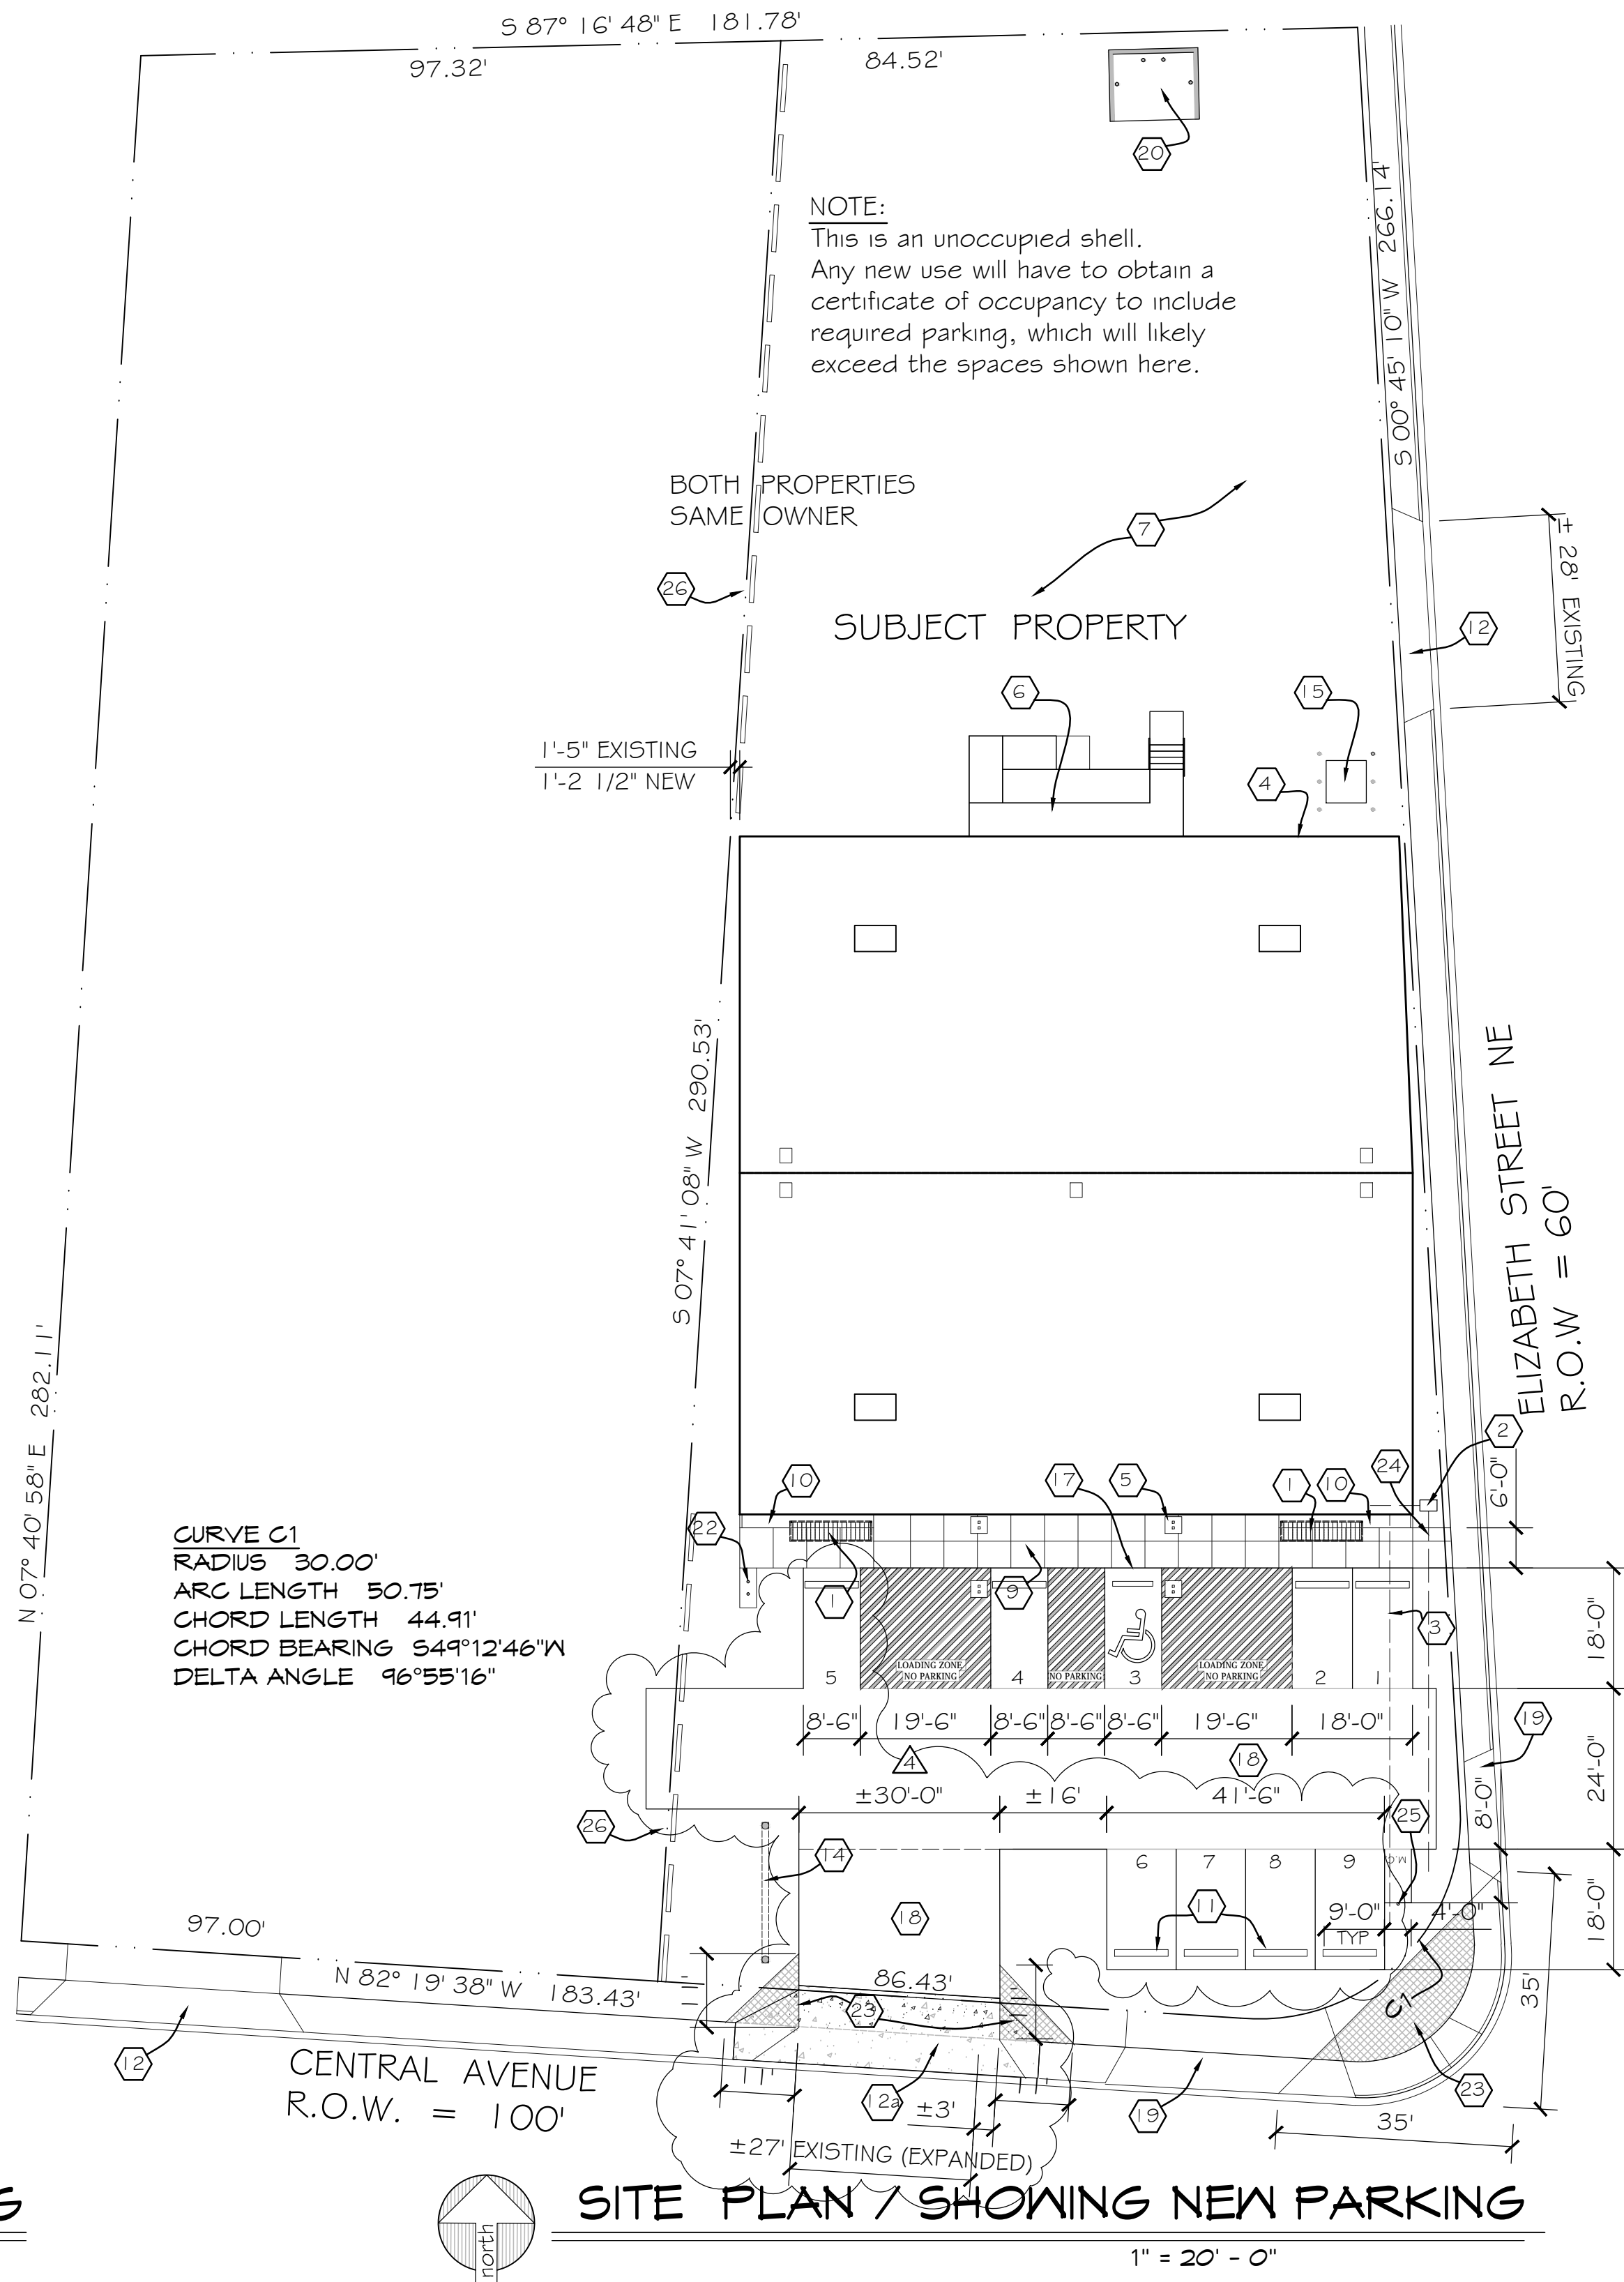 S 87° 16' 48" E 181.78'
97.32'
84.52'
20
NOTE:
This is an unoccupied shell.
Any new use will have to obtain a
certificate of occupancy to include
required parking, which will likely
exceed the spaces shown here.
S 00° 45' 10" W 266.14'
BOTH PROPERTIES
SAME OWNER
7
26
SUBJECT PROPERTY
± 28' EXISTING
12
6
15
1'-5" EXISTING
1'-2 1/2" NEW
4
S 07° 41' 08" W 290.53'
ELIZABETH STREET NE
R.O.W = 60'
N 07° 40' 58" E 282.11'
2
10
17
5
1
10
24
6'-0"
22
CURVE C1
RADIUS 30.00'
ARC LENGTH 50.75'
CHORD LENGTH 44.91'
CHORD BEARING S49°12'46"W
DELTA ANGLE 96°55'16"
1
9
3
18'-0"
LOADING ZONE
NO PARKING
NO PARKING
LOADING ZONE
NO PARKING
5
4
3
2
1
8'-6"
19'-6"
8'-6"
8'-6"
8'-6"
19'-6"
18'-0"
19
4
18
24'-0"
±30'-0"
±16'
41'-6"
8'-0"
26
25
14
6
7
8
9
M.C.
18
11
9'-0"
TYP
4'-0"
18'-0"
97.00'
N 82° 19' 38" W 183.43'
86.43'
23
C1
35'
12
CENTRAL AVENUE
R.O.W. = 100'
11'
11'
11'
11'
12a
±3'
19
23
35'
±27' EXISTING (EXPANDED)
north
SITE PLAN / SHOWING NEW PARKING
1" = 20' - 0"